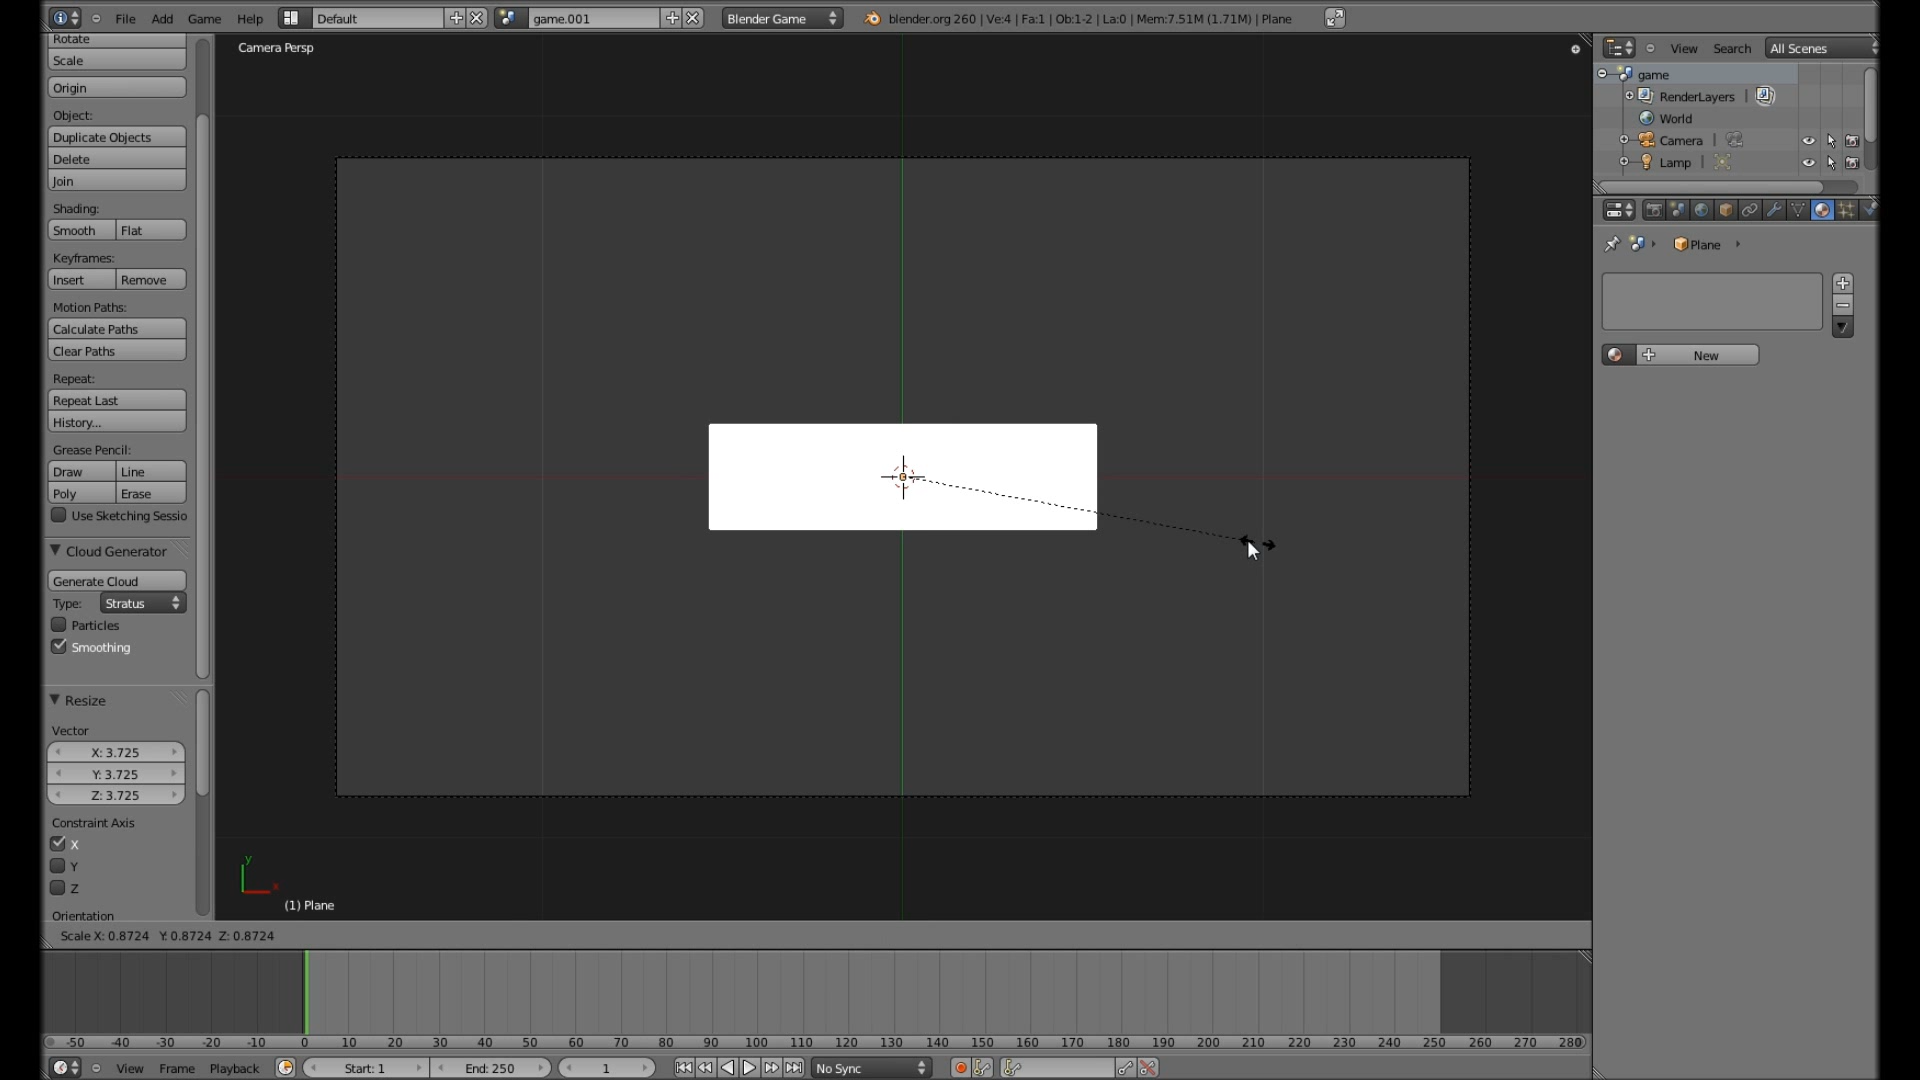 File Add Game Help Default game.001 Blender Game blender.org 260 | Ve:4 | Fa:1 | Ob:1-2 | La:0 | Mem:7.51M (1.71M) | Plane
Rotate
Scale
Origin
Object:
Duplicate Objects
Delete
Join
Shading:
Smooth Flat
Keyframes:
Insert Remove
Motion Paths:
Calculate Paths
Clear Paths
Repeat:
Repeat Last
History...
Grease Pencil:
Draw Line
Poly Erase
Use Sketching Sessio
Cloud Generator
Generate Cloud
Type: Stratus
Particles
Smoothing
Resize
Vector
X: 3.725
Y: 3.725
Z: 3.725
Constraint Axis
X
Y
Z
Orientation
Camera Persp
y
x
(1) Plane
Scale X: 0.8724 Y: 0.8724 Z: 0.8724
View Search All Scenes
game
RenderLayers |
World
Camera |
Lamp |
Plane
New
-50 -40 -30 -20 -10 0 10 20 30 40 50 60 70 80 90 100 110 120 130 140 150 160 170 180 190 200 210 220 230 240 250 260 270 280
View Frame Playback Start: 1 End: 250 1 No Sync